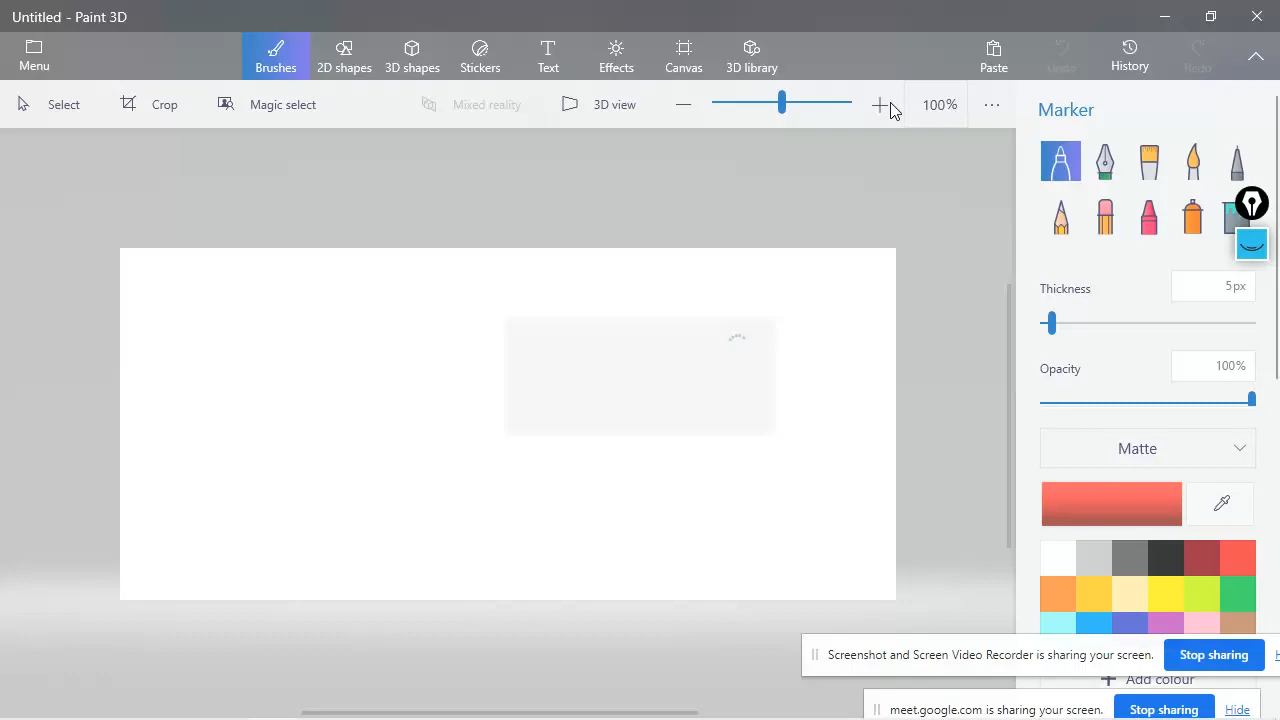 Untitled - Paint 3D
Menu
Brushes
2D shapes
3D shapes
Stickers
Text
Effects
Canvas
3D library
Paste
Undo
History
Redo
Select
Crop
Magic select
Mixed reality
3D view
100%
Marker
Thickness
5px
Opacity
100%
Matte
Screenshot and Screen Video Recorder is sharing your screen.
Stop sharing
Add colour
meet.google.com is sharing your screen.
Stop sharing
Hide